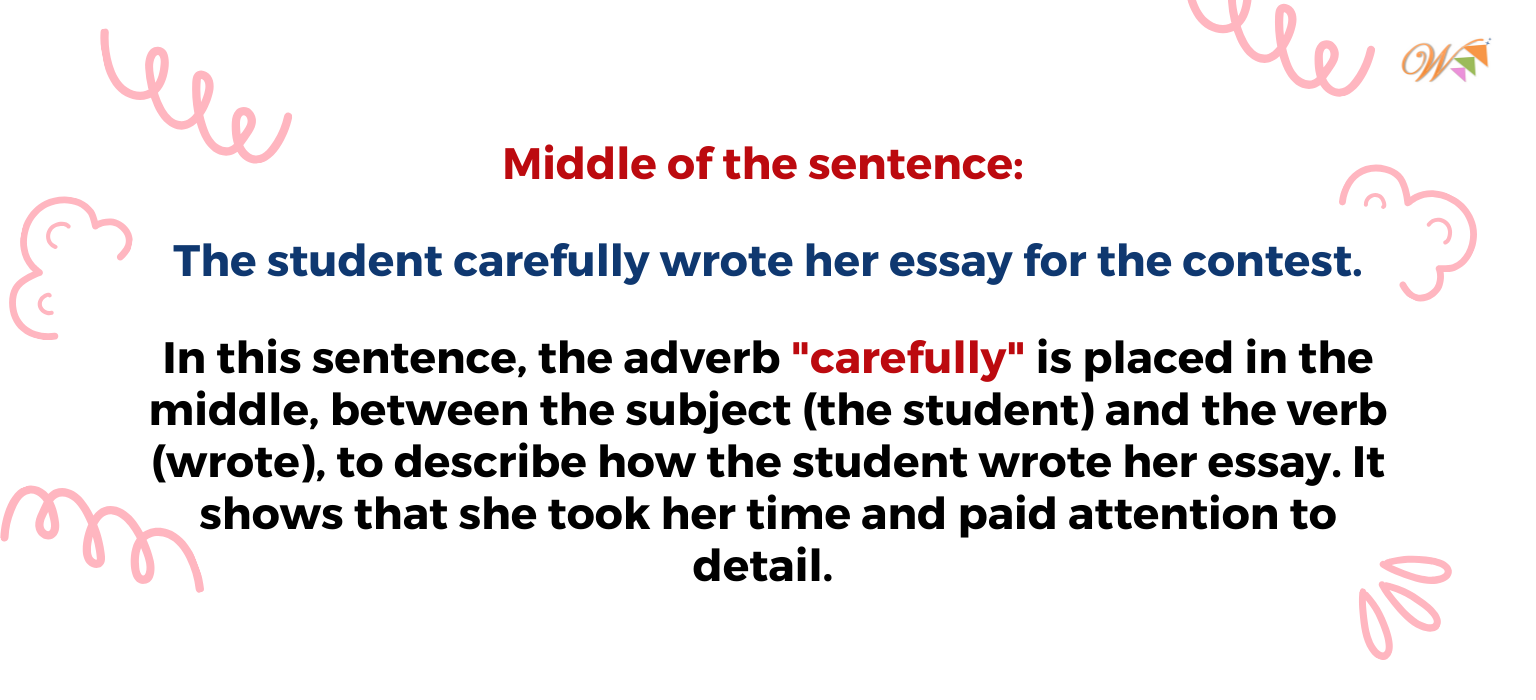 W
Middle of the sentence:
The student carefully wrote her essay for the contest.
In this sentence, the adverb "carefully" is placed in the
middle, between the subject (the student) and the verb
(wrote), to describe how the student wrote her essay. It
shows that she took her time and paid attention to
detail.